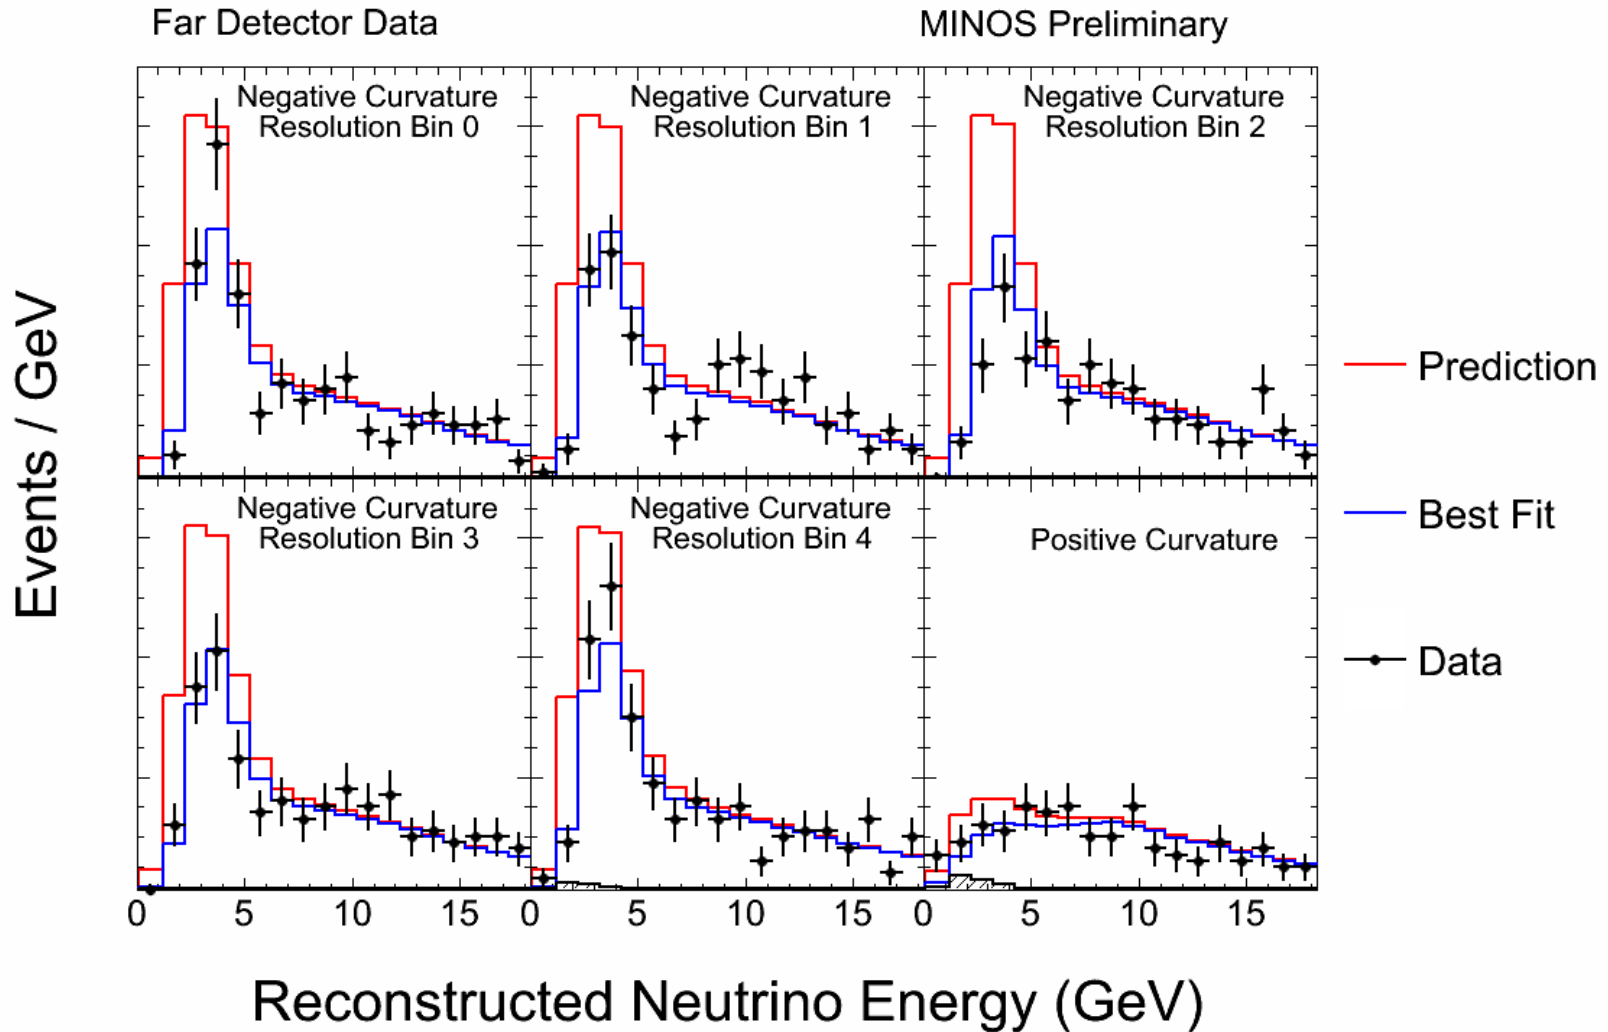 Far Detector Data
MINOS Preliminary
Negative Curvature
Resolution Bin 0
Negative Curvature
Resolution Bin 1
Negative Curvature
Resolution Bin 2
Negative Curvature
Resolution Bin 3
Negative Curvature
Resolution Bin 4
Positive Curvature
Events / GeV
Prediction
Best Fit
Data
0 5 10 15 0 5 10 15 0 5 10 15
Reconstructed Neutrino Energy (GeV)